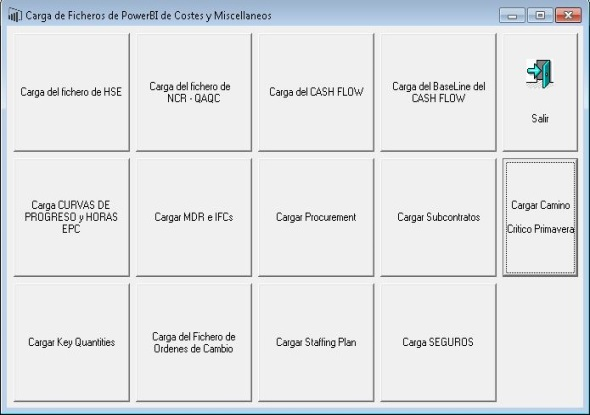 Carga de Ficheros de PowerBI de Costes y Miscellaneos
Carga del fichero de HSE
Carga del fichero de
NCR - QAQC
Carga del CASH FLOW
Carga del BaseLine del
CASH FLOW
Salir
Carga CURVAS DE
PROGRESO y HORAS
EPC
Cargar MDR e IFCs
Cargar Procurement
Cargar Subcontratos
Cargar Camino
Critico Primavera
Cargar Key Quantities
Carga del Fichero de
Ordenes de Cambio
Cargar Staffing Plan
Carga SEGUROS